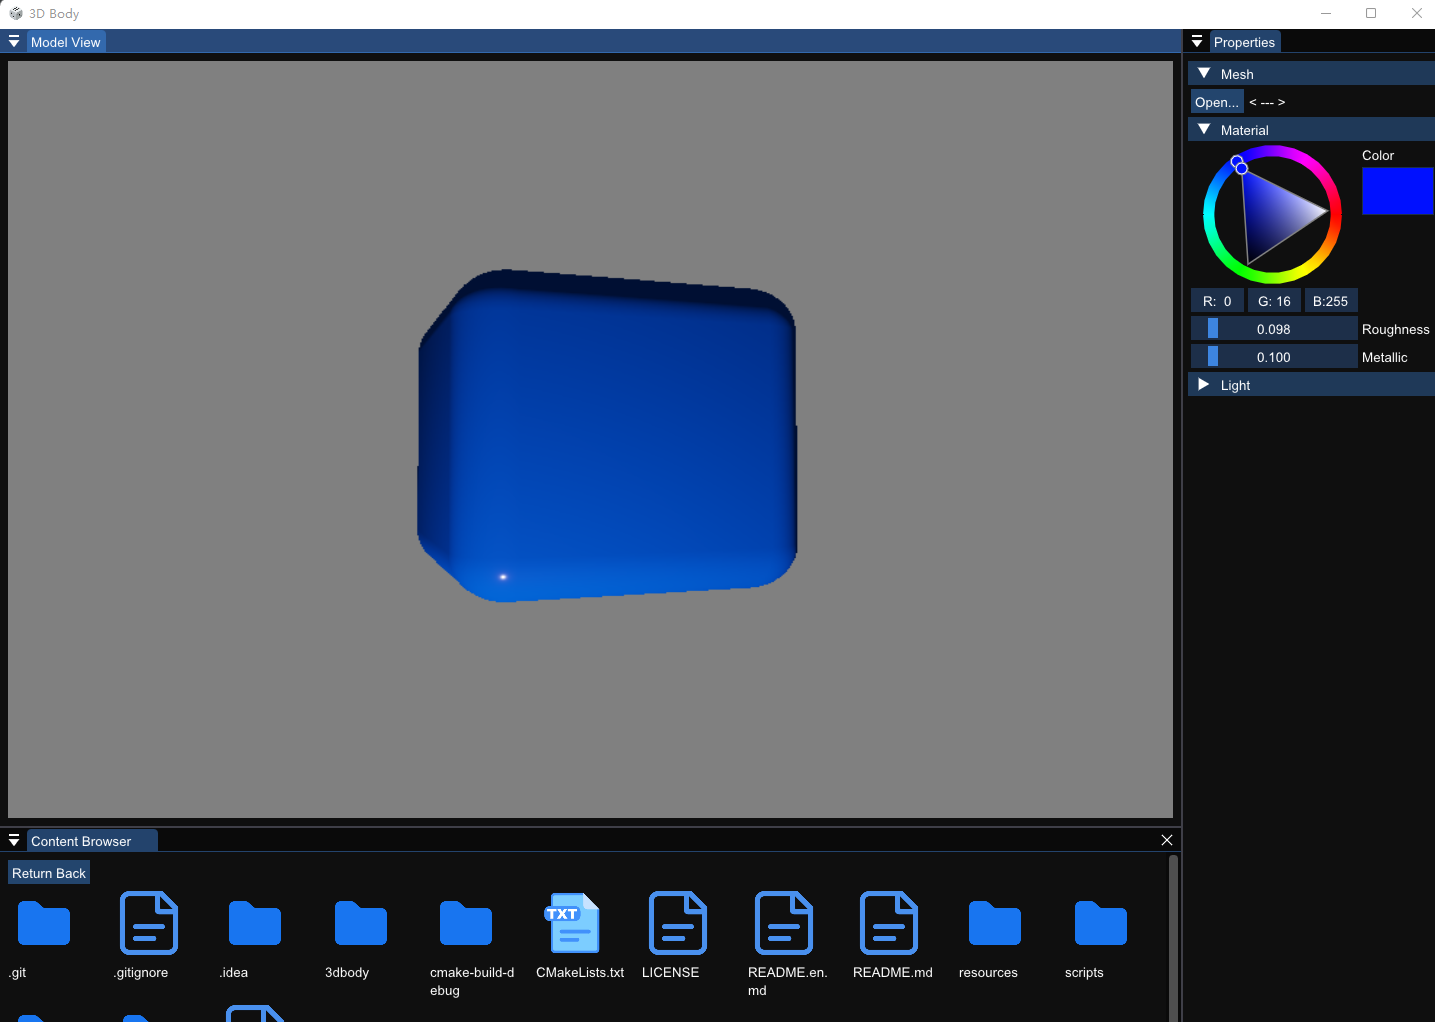 3D Body
Model View
Properties
Mesh
Open... < --- >
Material
Color
R: 0 G: 16 B:255
0.098 Roughness
0.100 Metallic
Light
Content Browser
Return Back
TXT
.git .gitignore .idea 3dbody cmake-build-d CMakeLists.txt LICENSE README.en. README.md resources scripts
ebug md